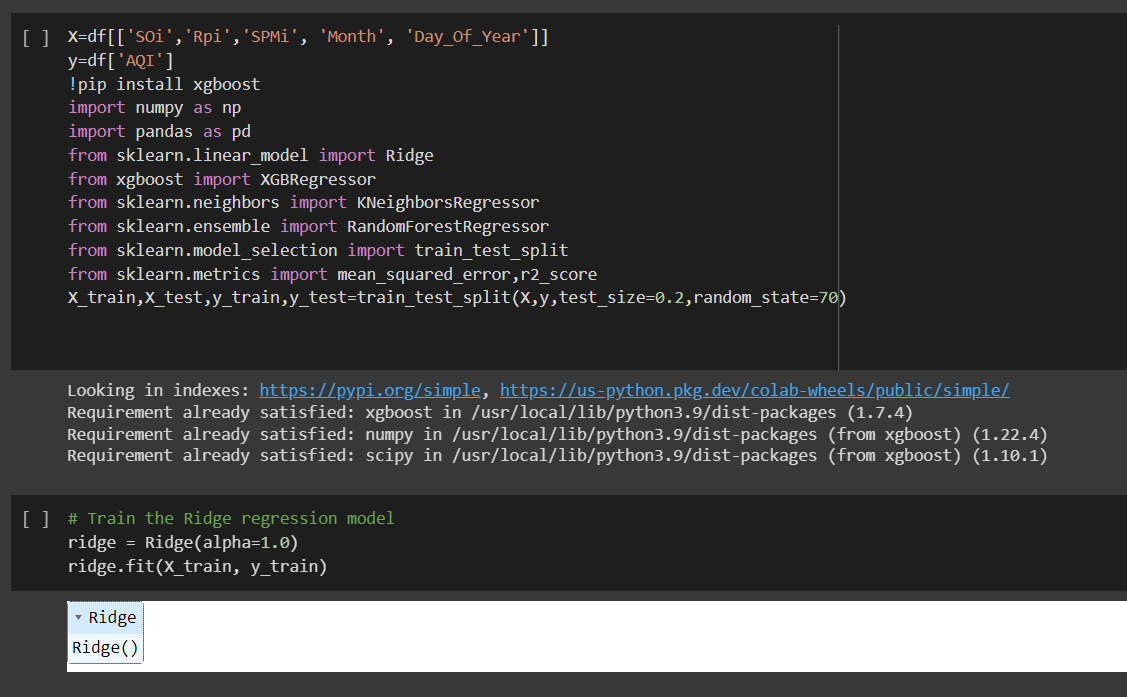 [ ] X=df[['SOi','Rpi','SPMi', 'Month', 'Day_Of_Year']]
y=df['AQI']
!pip install xgboost
import numpy as np
import pandas as pd
from sklearn.linear_model import Ridge
from xgboost import XGBRegressor
from sklearn.neighbors import KNeighborsRegressor
from sklearn.ensemble import RandomForestRegressor
from sklearn.model_selection import train_test_split
from sklearn.metrics import mean_squared_error,r2_score
X_train,X_test,y_train,y_test=train_test_split(X,y,test_size=0.2,random_state=70)
Looking in indexes: https://pypi.org/simple, https://us-python.pkg.dev/colab-wheels/public/simple/
Requirement already satisfied: xgboost in /usr/local/lib/python3.9/dist-packages (1.7.4)
Requirement already satisfied: numpy in /usr/local/lib/python3.9/dist-packages (from xgboost) (1.22.4)
Requirement already satisfied: scipy in /usr/local/lib/python3.9/dist-packages (from xgboost) (1.10.1)
[ ] # Train the Ridge regression model
ridge = Ridge(alpha=1.0)
ridge.fit(X_train, y_train)
▾ Ridge
Ridge()